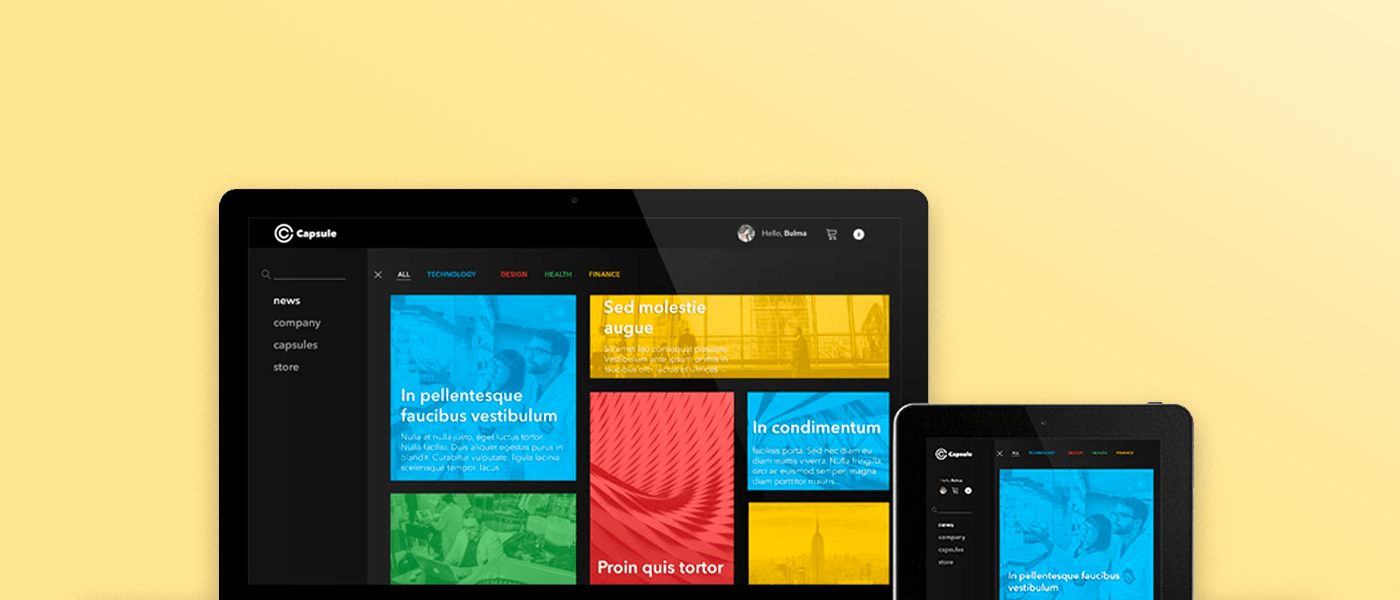 Capsule
Hello, Bulma
ALL TECHNOLOGY DESIGN HEALTH FINANCE
news
company
capsules
store
In pellentesque
faucibus vestibulum
Nulla at nulla justo, eget luctus tortor
Nulla facilisi. Duis aliquet egestas purus in
blandit. Curabitur vulputate, ligula lacinia
scelerisque tempor, lacus ...
Sed molestie
augue
Sit amet leo consequat posuere.
Vestibulum ante ipsum primis in
faucibus orci luctus et ultrices ...
Proin quis tortor
In condimentum
facilisis porta. Sed nec diam eu
diam mattis viverra. Nulla fringilla,
orci ac euismod semper, magna
diam porttitor mauris...
Capsule
ALL TECHNOLOGY DESIGN HEALTH FINANCE
Hello, Bulma
news
company
capsules
store
In pellentesque faucibus
vestibulum